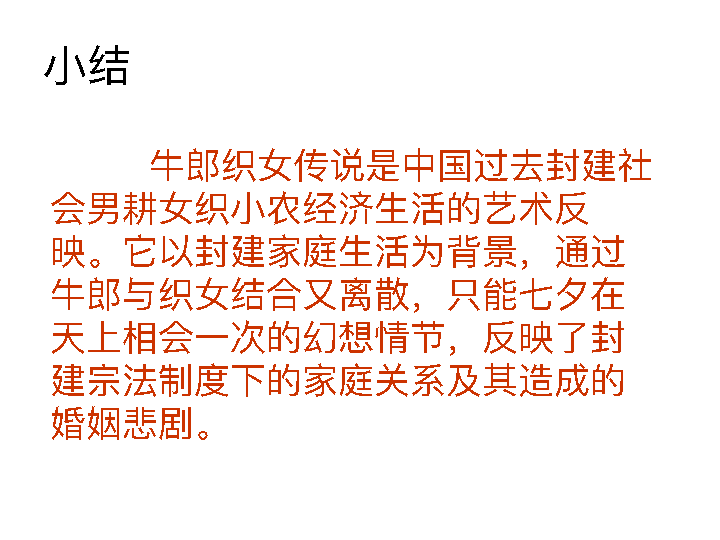 小结
牛郎织女传说是中国过去封建社
会男耕女织小农经济生活的艺术反
映。它以封建家庭生活为背景，通过
牛郎与织女结合又离散，只能七夕在
天上相会一次的幻想情节，反映了封
建宗法制度下的家庭关系及其造成的
婚姻悲剧。